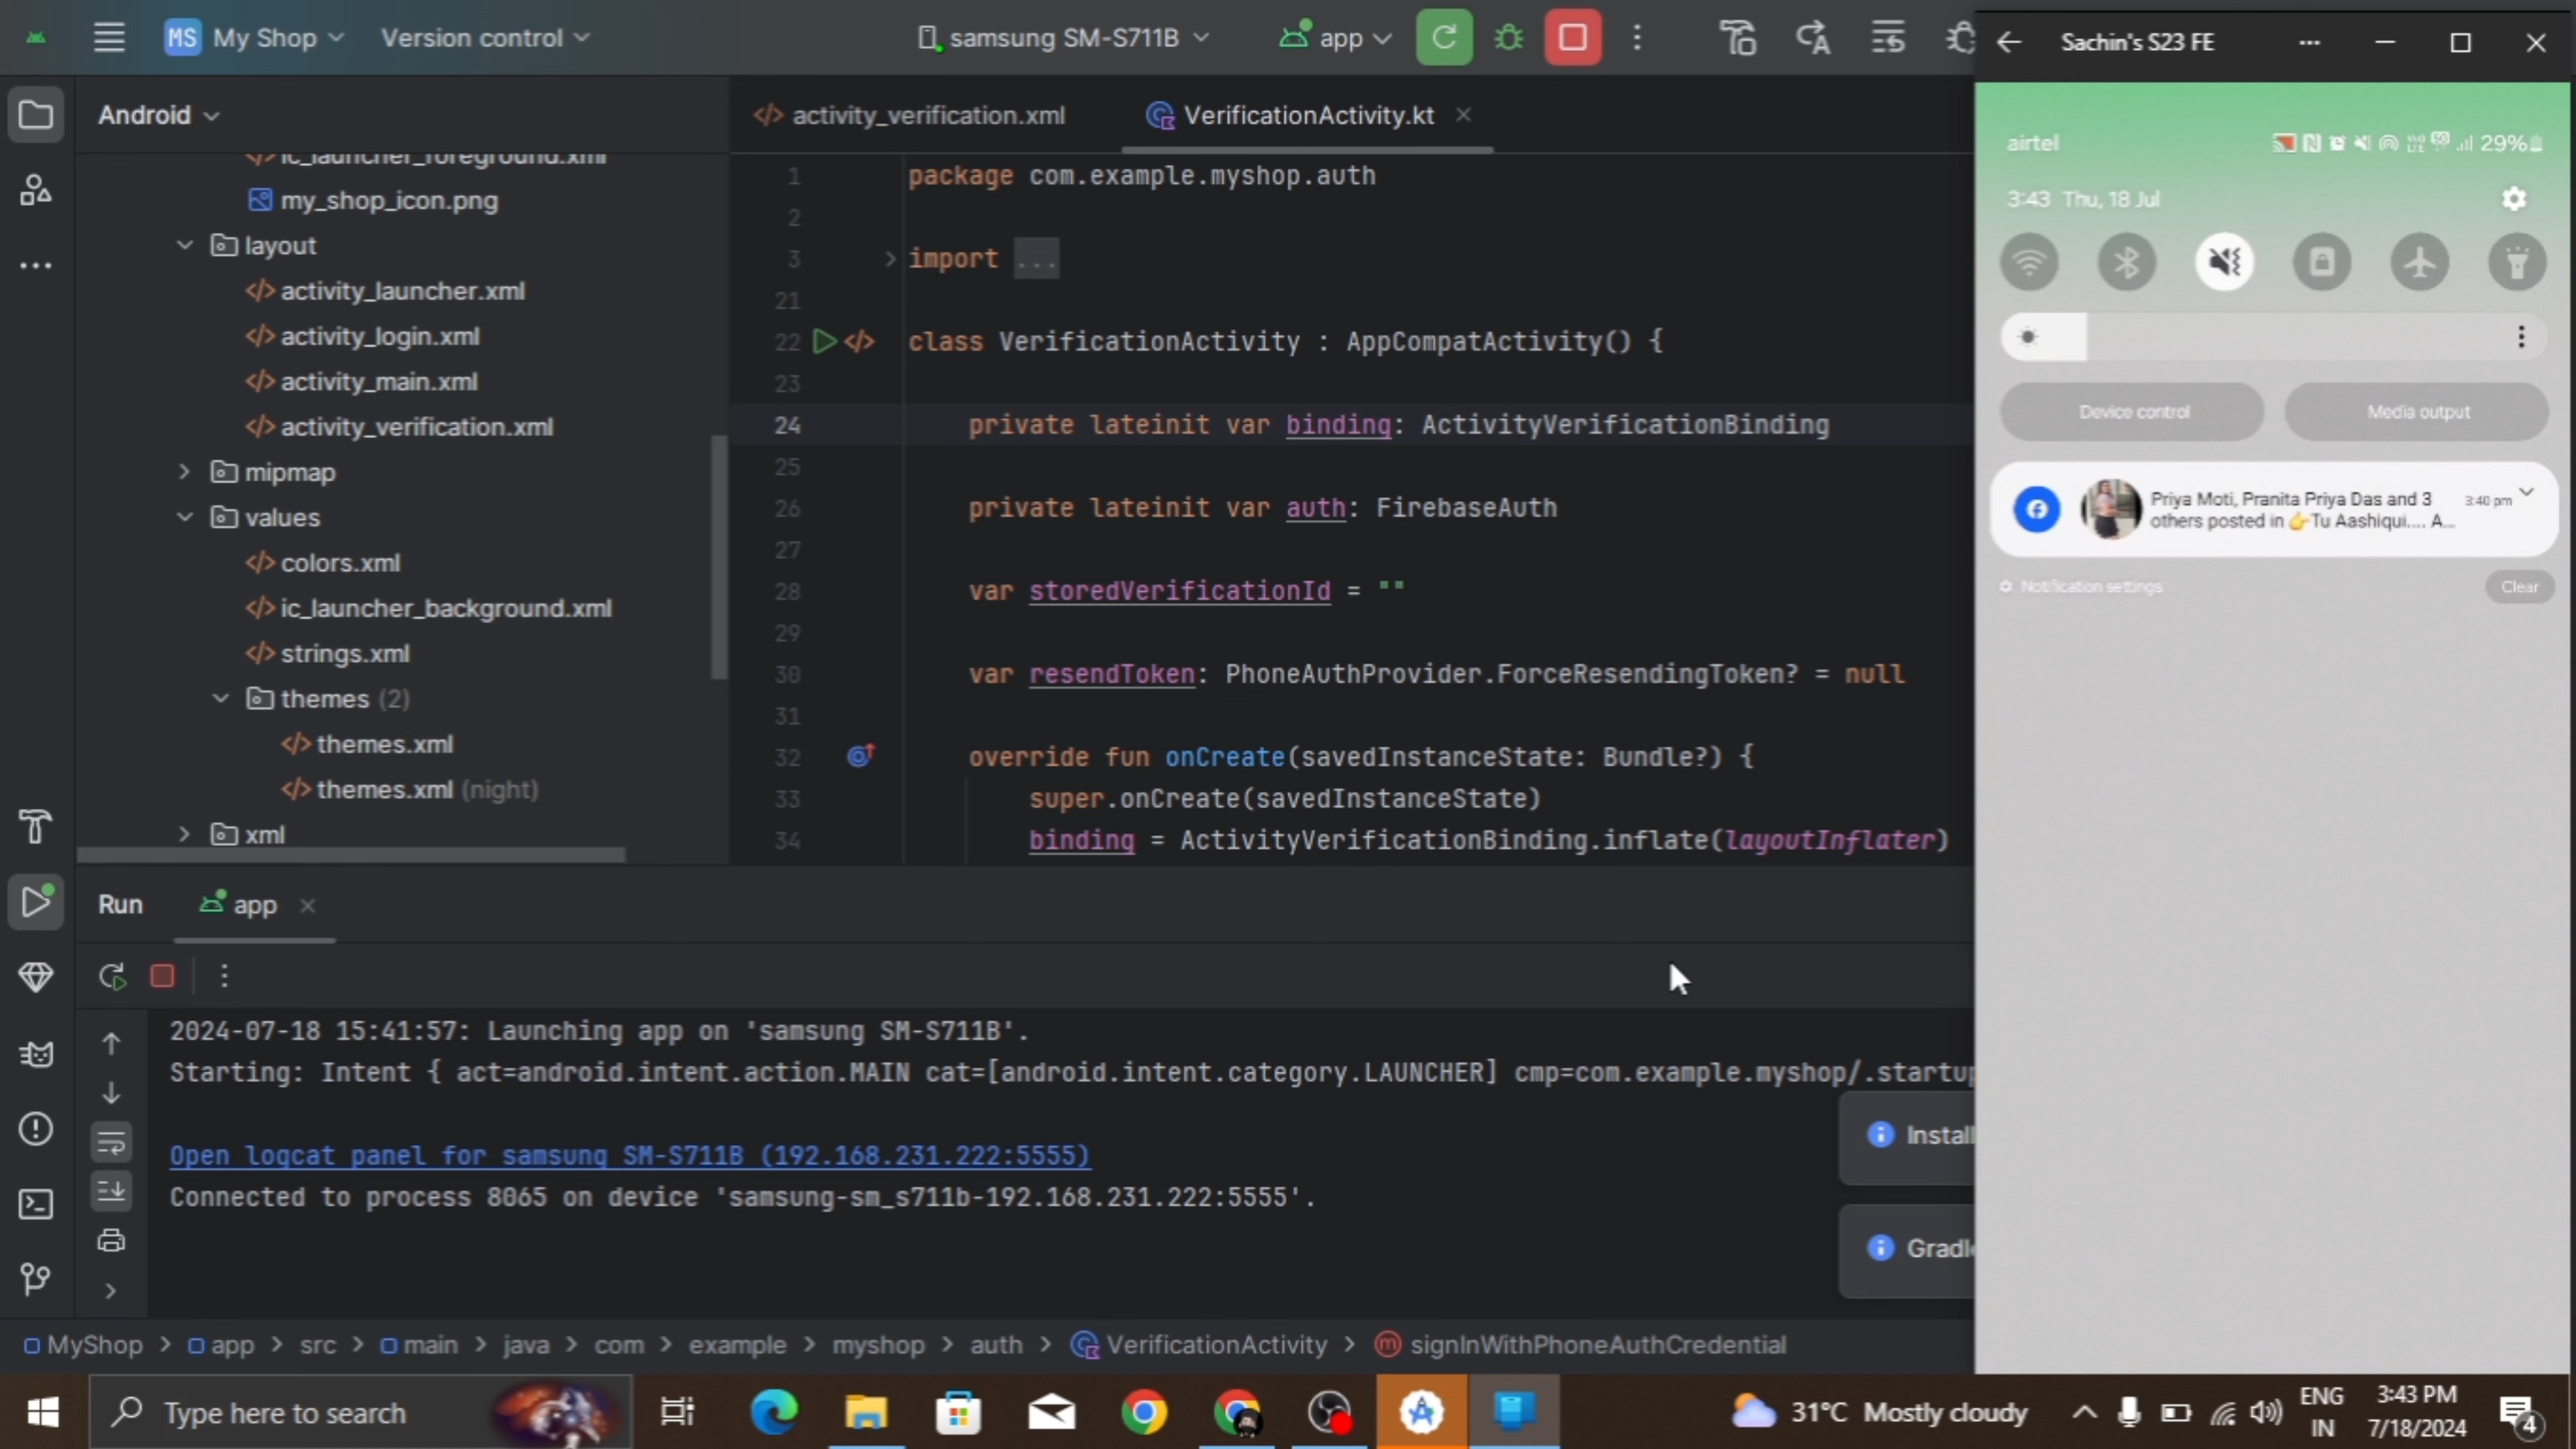 MS My Shop Version control samsung SM-S711B app
Sachin's S23 FE
Android
activity_verification.xml VerificationActivity.kt
ic_launcher_foreground.xml
my_shop_icon.png
layout
activity_launcher.xml
activity_login.xml
activity_main.xml
activity_verification.xml
mipmap
values
colors.xml
ic_launcher_background.xml
strings.xml
themes (2)
themes.xml
themes.xml (night)
xml
1 package com.example.myshop.auth
2
3 import ...
21
22 class VerificationActivity : AppCompatActivity() {
23
24 private lateinit var binding: ActivityVerificationBinding
25
26 private lateinit var auth: FirebaseAuth
27
28 var storedVerificationId = ""
29
30 var resendToken: PhoneAuthProvider.ForceResendingToken? = null
31
32 override fun onCreate(savedInstanceState: Bundle?) {
33 super.onCreate(savedInstanceState)
34 binding = ActivityVerificationBinding.inflate(layoutInflater)
airtel 29%
3:43 Thu, 18 Jul
Device control Media output
Priya Moti, Pranita Priya Das and 3 3:40 pm
others posted in 👉Tu Aashiqui.... A...
Notification settings Clear
Run app
2024-07-18 15:41:57: Launching app on 'samsung SM-S711B'.
Starting: Intent { act=android.intent.action.MAIN cat=[android.intent.category.LAUNCHER] cmp=com.example.myshop/.startup
Open logcat panel for samsung SM-S711B (192.168.231.222:5555)
Connected to process 8065 on device 'samsung-sm_s711b-192.168.231.222:5555'.
Install
Gradle
MyShop > app > src > main > java > com > example > myshop > auth > VerificationActivity > signInWithPhoneAuthCredential
Type here to search
31°C Mostly cloudy
ENG
IN
3:43 PM
7/18/2024
4